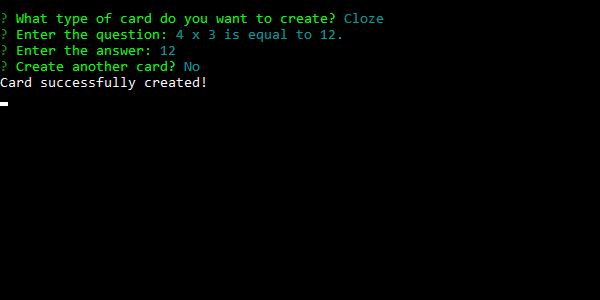 ? What type of card do you want to create? Cloze
? Enter the question: 4 x 3 is equal to 12.
? Enter the answer: 12
? Create another card? No
Card successfully created!